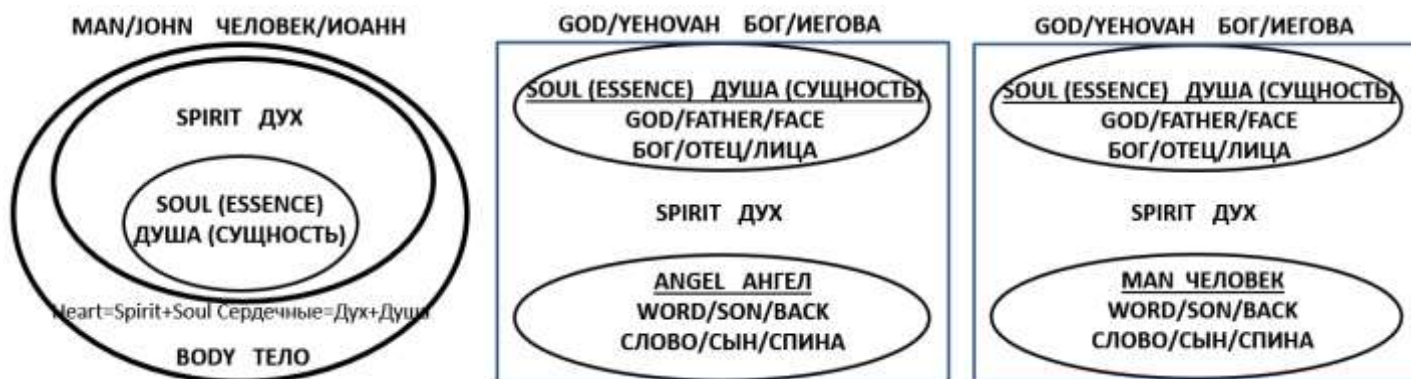 MAN/JOHN ЧЕЛОВЕК/ИОАНН
SPIRIT ДУХ
SOUL (ESSENCE)
ДУША (СУЩНОСТЬ)
Heart=Spirit+Soul Сердечные=Дух+Душа
BODY ТЕЛО
GOD/YEHOVAH БОГ/ИЕГОВА
SOUL (ESSENCE) ДУША (СУЩНОСТЬ)
GOD/FATHER/FACE
БОГ/ОТЕЦ/ЛИЦА
SPIRIT ДУХ
ANGEL АНГЕЛ
WORD/SON/BACK
СЛОВО/СЫН/СПИНА
GOD/YEHOVAH БОГ/ИЕГОВА
SOUL (ESSENCE) ДУША (СУЩНОСТЬ)
GOD/FATHER/FACE
БОГ/ОТЕЦ/ЛИЦА
SPIRIT ДУХ
MAN ЧЕЛОВЕК
WORD/SON/BACK
СЛОВО/СЫН/СПИНА